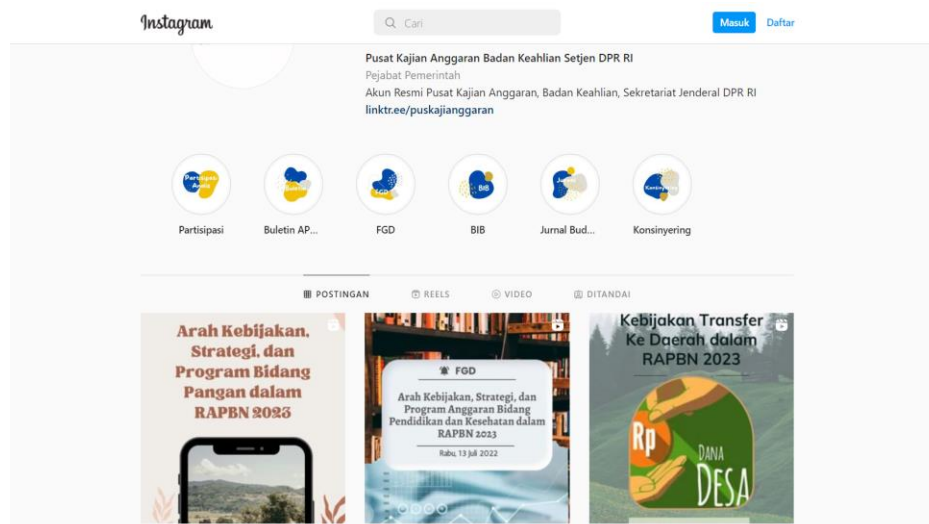 Instagram
Cari
Masuk
Daftar
Pusat Kajian Anggaran Badan Keahlian Setjen DPR RI
Pejabat Pemerintah
Akun Resmi Pusat Kajian Anggaran, Badan Keahlian, Sekretariat Jenderal DPR RI
linktr.ee/puskajianggaran
Buletin
FGD
BIB
Jurnal
Partisipasi
Buletin AP...
FGD
BIB
Jurnal Bud...
Konsinyering
POSTINGAN
REELS
VIDEO
DITANDAI
Arah Kebijakan,
Strategi, dan
Program Bidang
Pangan dalam
RAPBN 2023
FGD
Arah Kebijakan, Strategi, dan
Program Anggaran Bidang
Pendidikan dan Kesehatan dalam
RAPBN 2023
Rabu, 13 Juli 2022
Kebijakan Transfer
Ke Daerah dalam
RAPBN 2023
Rp
DANA
DESA